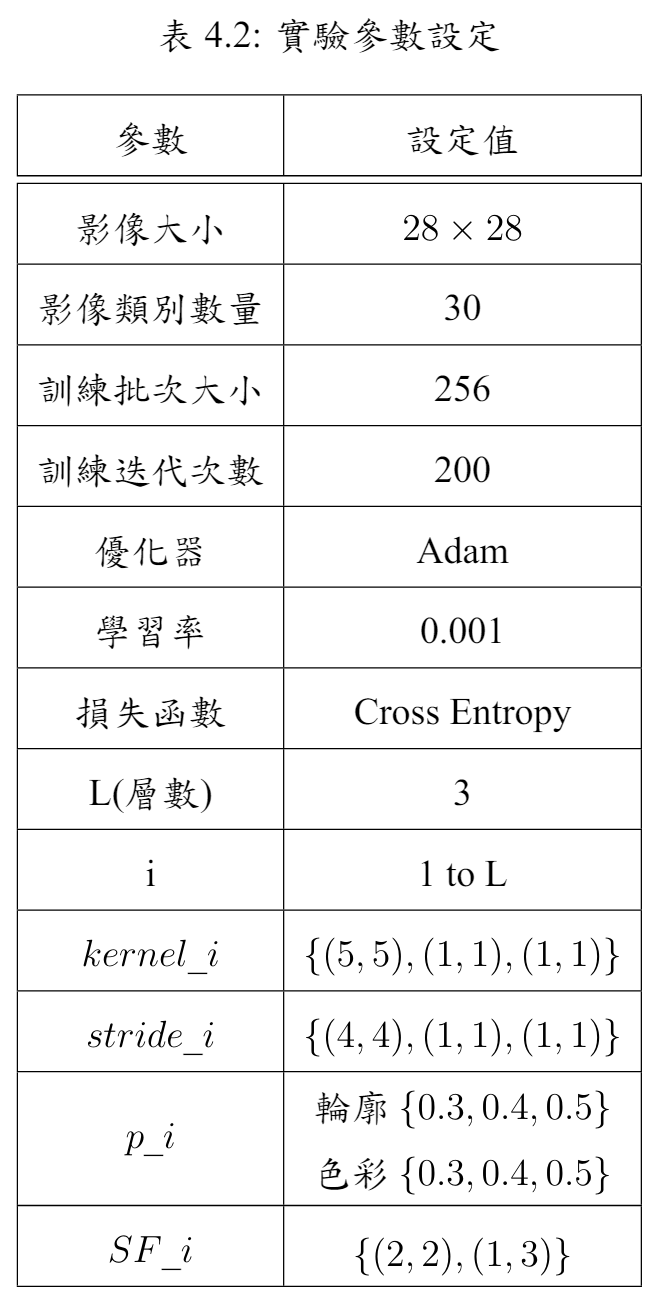 表 4.2: 實驗參數設定
參數 設定值
影像大小 28 × 28
影像類別數量 30
訓練批次大小 256
訓練迭代次數 200
優化器 Adam
學習率 0.001
損失函數 Cross Entropy
L(層數) 3
i 1 to L
kernel_i {(5, 5), (1, 1), (1, 1)}
stride_i {(4, 4), (1, 1), (1, 1)}
p_i 輪廓 {0.3, 0.4, 0.5}
色彩 {0.3, 0.4, 0.5}
SF_i {(2, 2), (1, 3)}